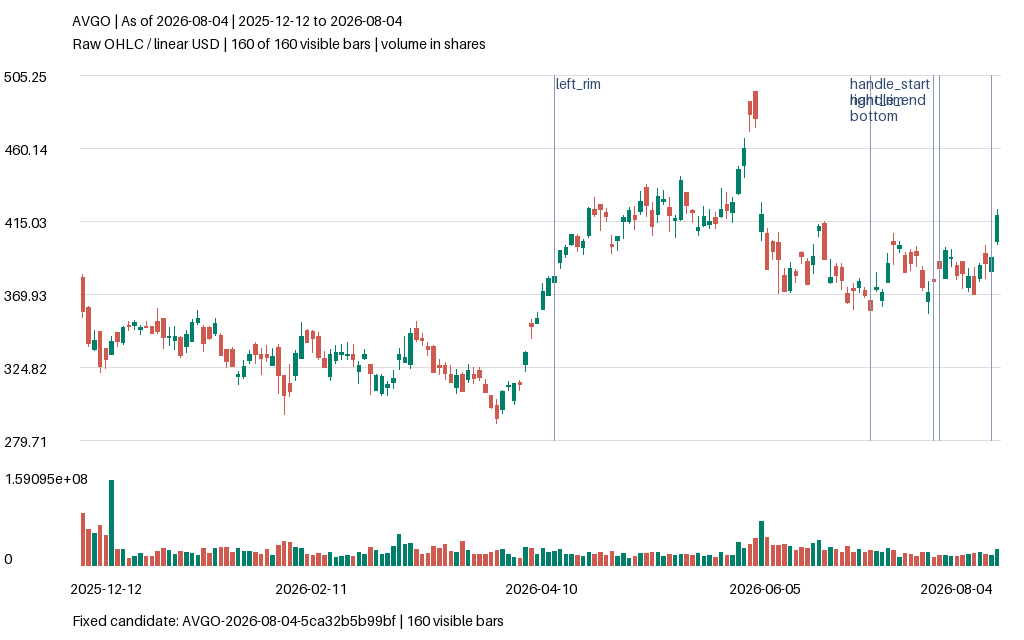 AVGO | As of 2026-08-04 | 2025-12-12 to 2026-08-04
Raw OHLC / linear USD | 160 of 160 visible bars | volume in shares
505.25
left_rim
handle_start
bottom
460.14
415.03
369.93
324.82
279.71
1.59095e+08
0
2025-12-12
2026-02-11
2026-04-10
2026-06-05
2026-08-04
Fixed candidate: AVGO-2026-08-04-5ca32b5b99bf | 160 visible bars